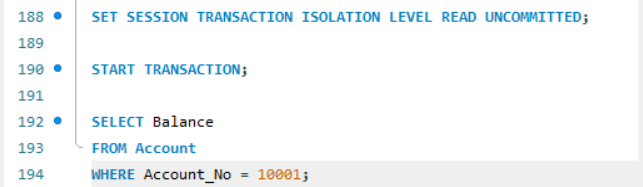 188 SET SESSION TRANSACTION ISOLATION LEVEL READ UNCOMMITTED;
189
190 START TRANSACTION;
191
192 SELECT Balance
193 FROM Account
194 WHERE Account_No = 10001;